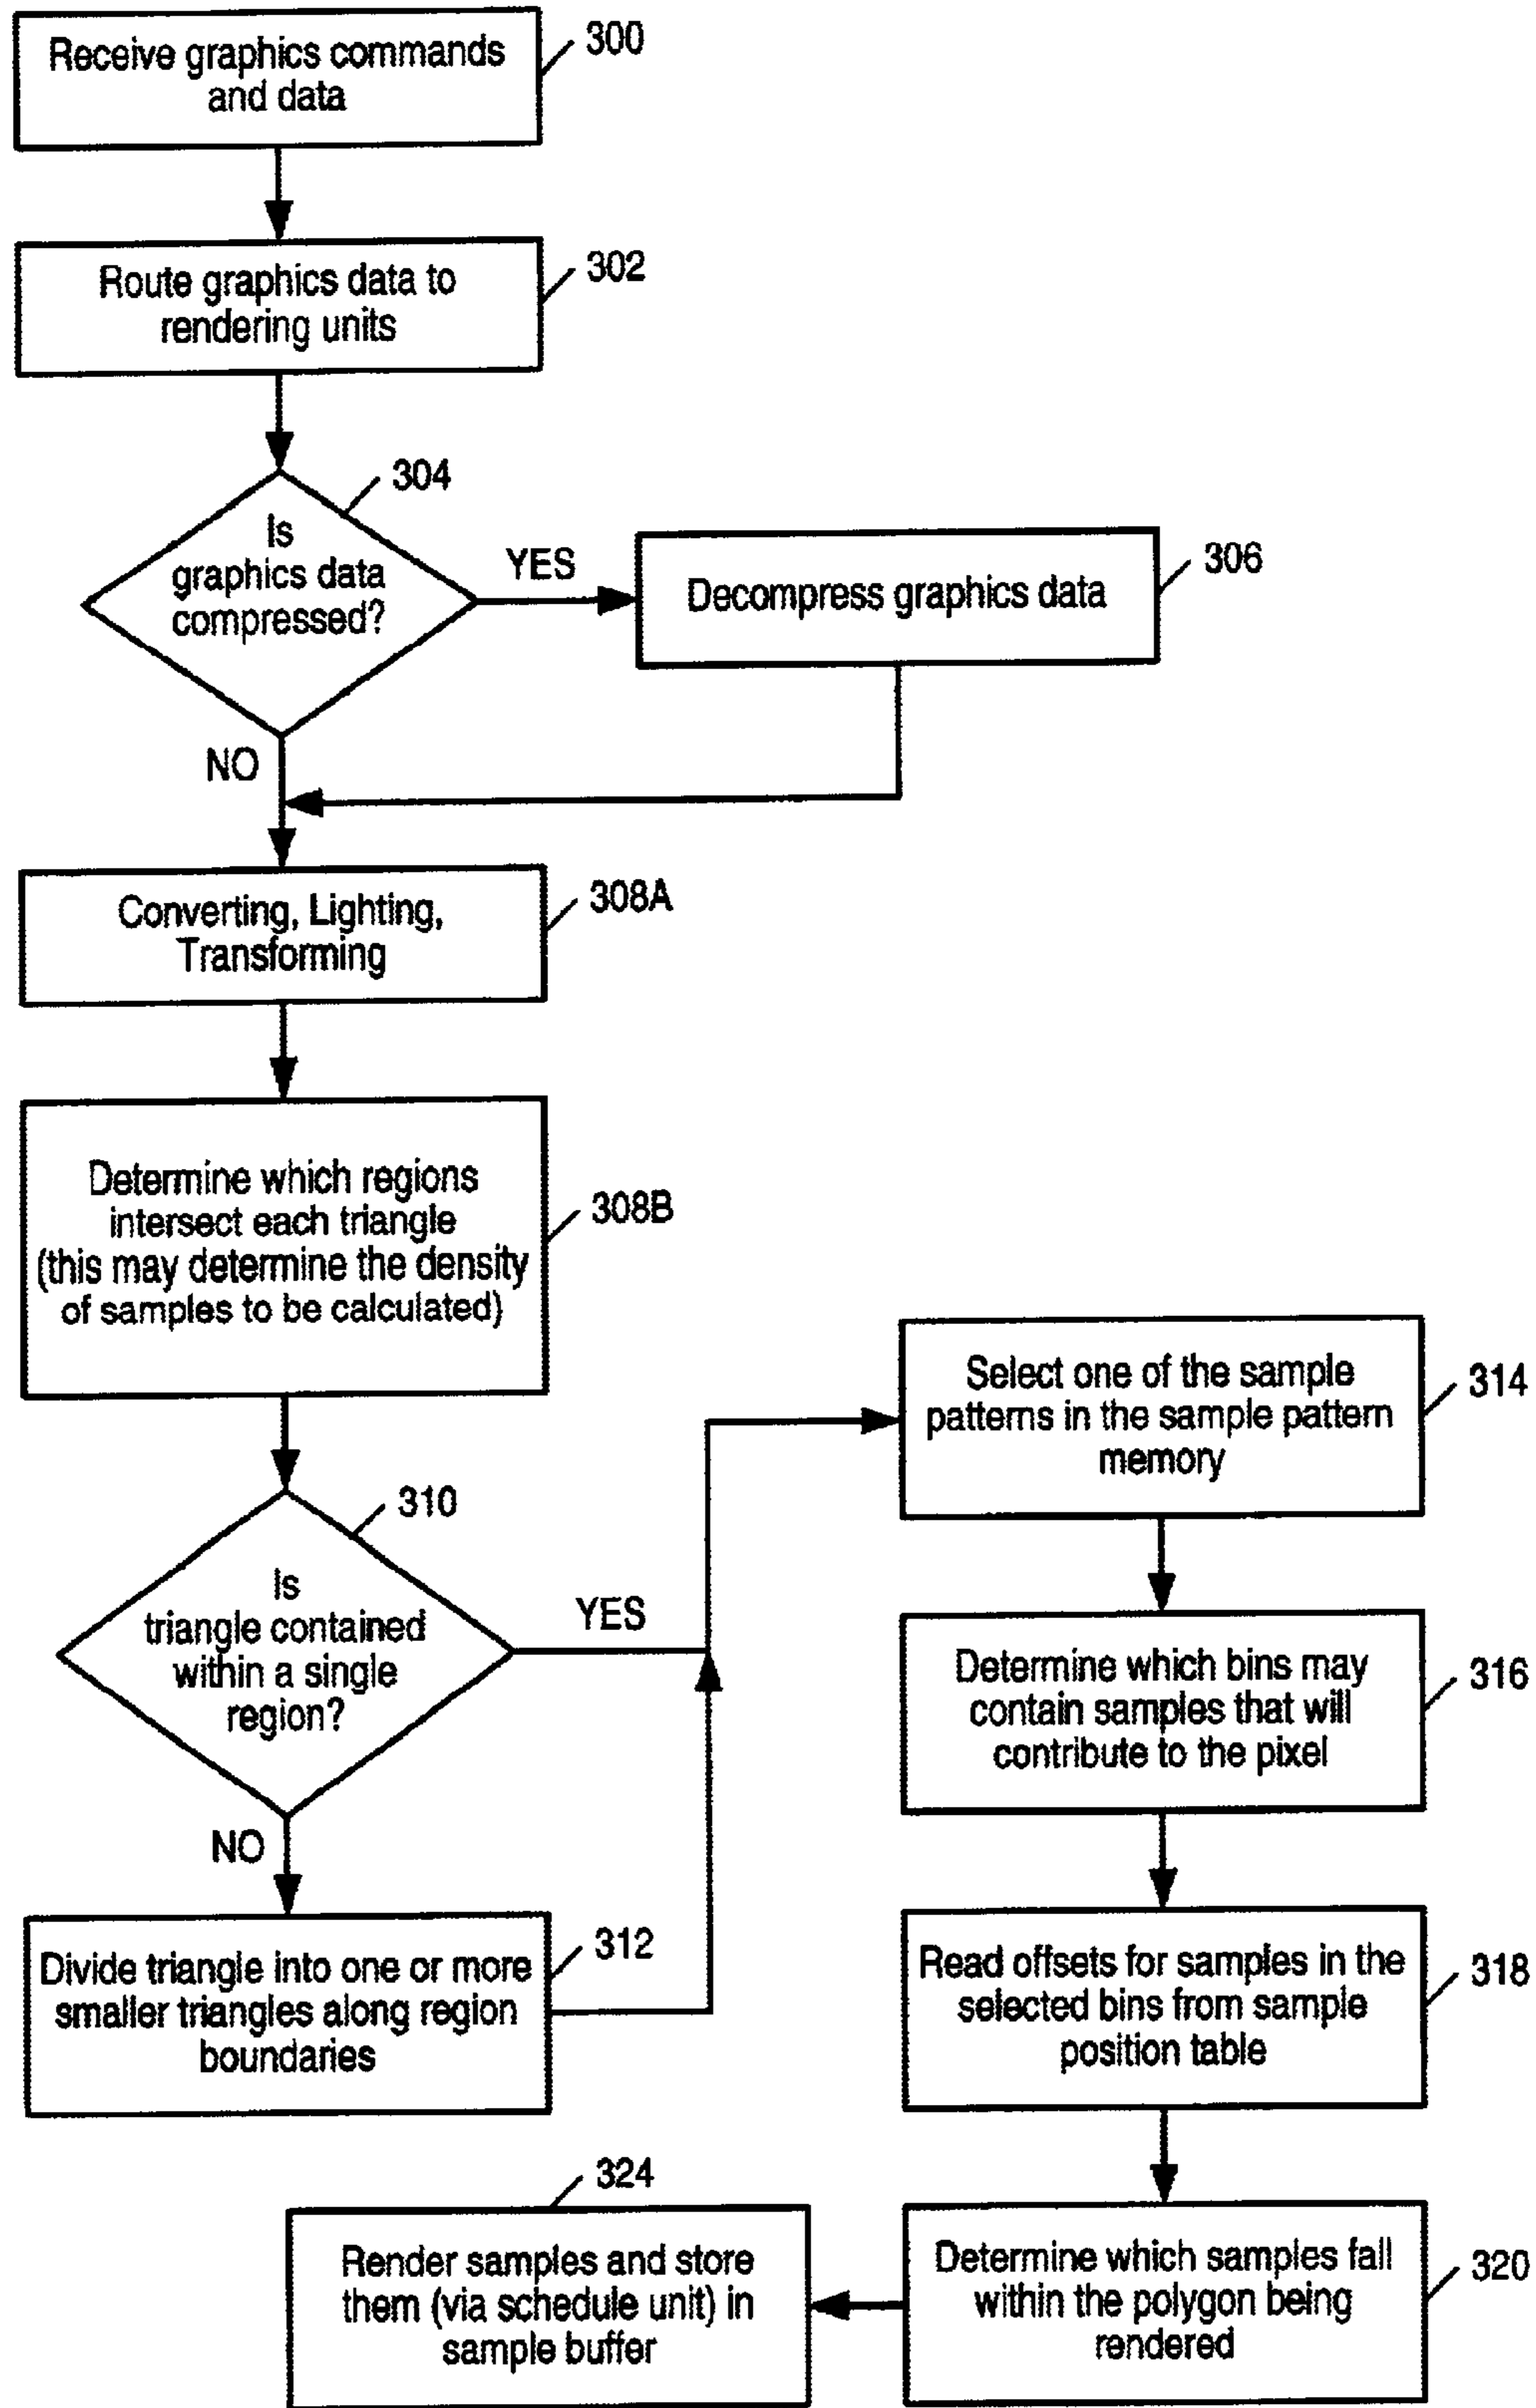 Receive graphics commands
and data
300
Route graphics data to
rendering units
302
304
Is
graphics data
compressed?
YES
Decompress graphics data
306
NO
Converting, Lighting,
Transforming
308A
Determine which regions
intersect each triangle
(this may determine the density
of samples to be calculated)
308B
310
Is
triangle contained
within a single
region?
YES
NO
Divide triangle into one or more
smaller triangles along region
boundaries
312
Select one of the sample
patterns in the sample pattern
memory
314
Determine which bins may
contain samples that will
contribute to the pixel
316
Read offsets for samples in the
selected bins from sample
position table
318
Determine which samples fall
within the polygon being
rendered
320
324
Render samples and store
them (via schedule unit) in
sample buffer